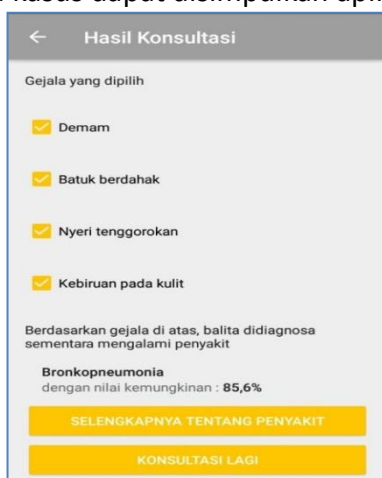 Hasil Konsultasi
Gejala yang dipilih
Demam
Batuk berdahak
Nyeri tenggorokan
Kebiruan pada kulit
Berdasarkan gejala di atas, balita didiagnosa
sementara mengalami penyakit
Bronkopneumonia
dengan nilai kemungkinan : 85,6%
SELENGKAPNYA TENTANG PENYAKIT
KONSULTASI LAGI